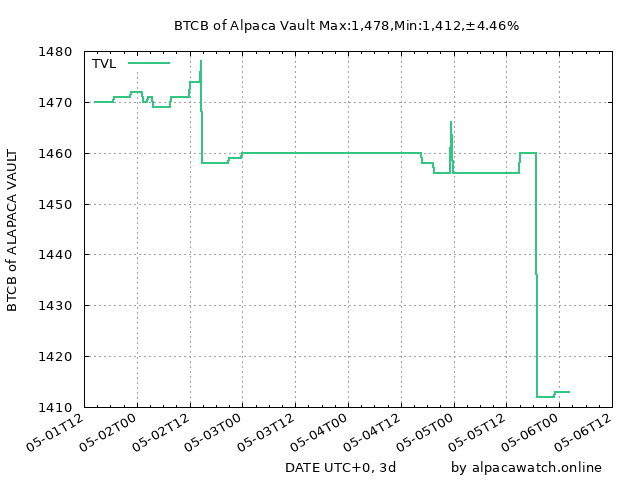 BTCB of Alpaca Vault Max:1,478,Min:1,412,±4.46%
TVL
1480
1470
1460
1450
1440
1430
1420
1410
BTCB of ALAPACA VAULT
05-01T12
05-02T00
05-02T12
05-03T00
05-03T12
05-04T00
05-04T12
05-05T00
05-05T12
05-06T00
05-06T12
DATE UTC+0, 3d
by alpacawatch.online